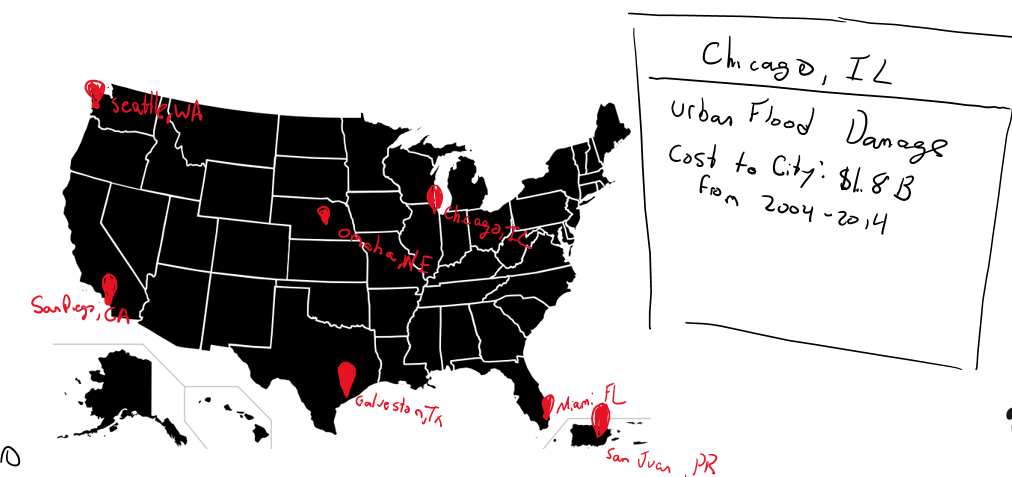 Seattle, WA
Omaha, NE
Chicago, IL
San Diego, CA
Galveston, TX
Miami, FL
San Juan, PR
Chicago, IL
Urban Flood Damage
Cost to City: $1.8 B
From 2004-2014